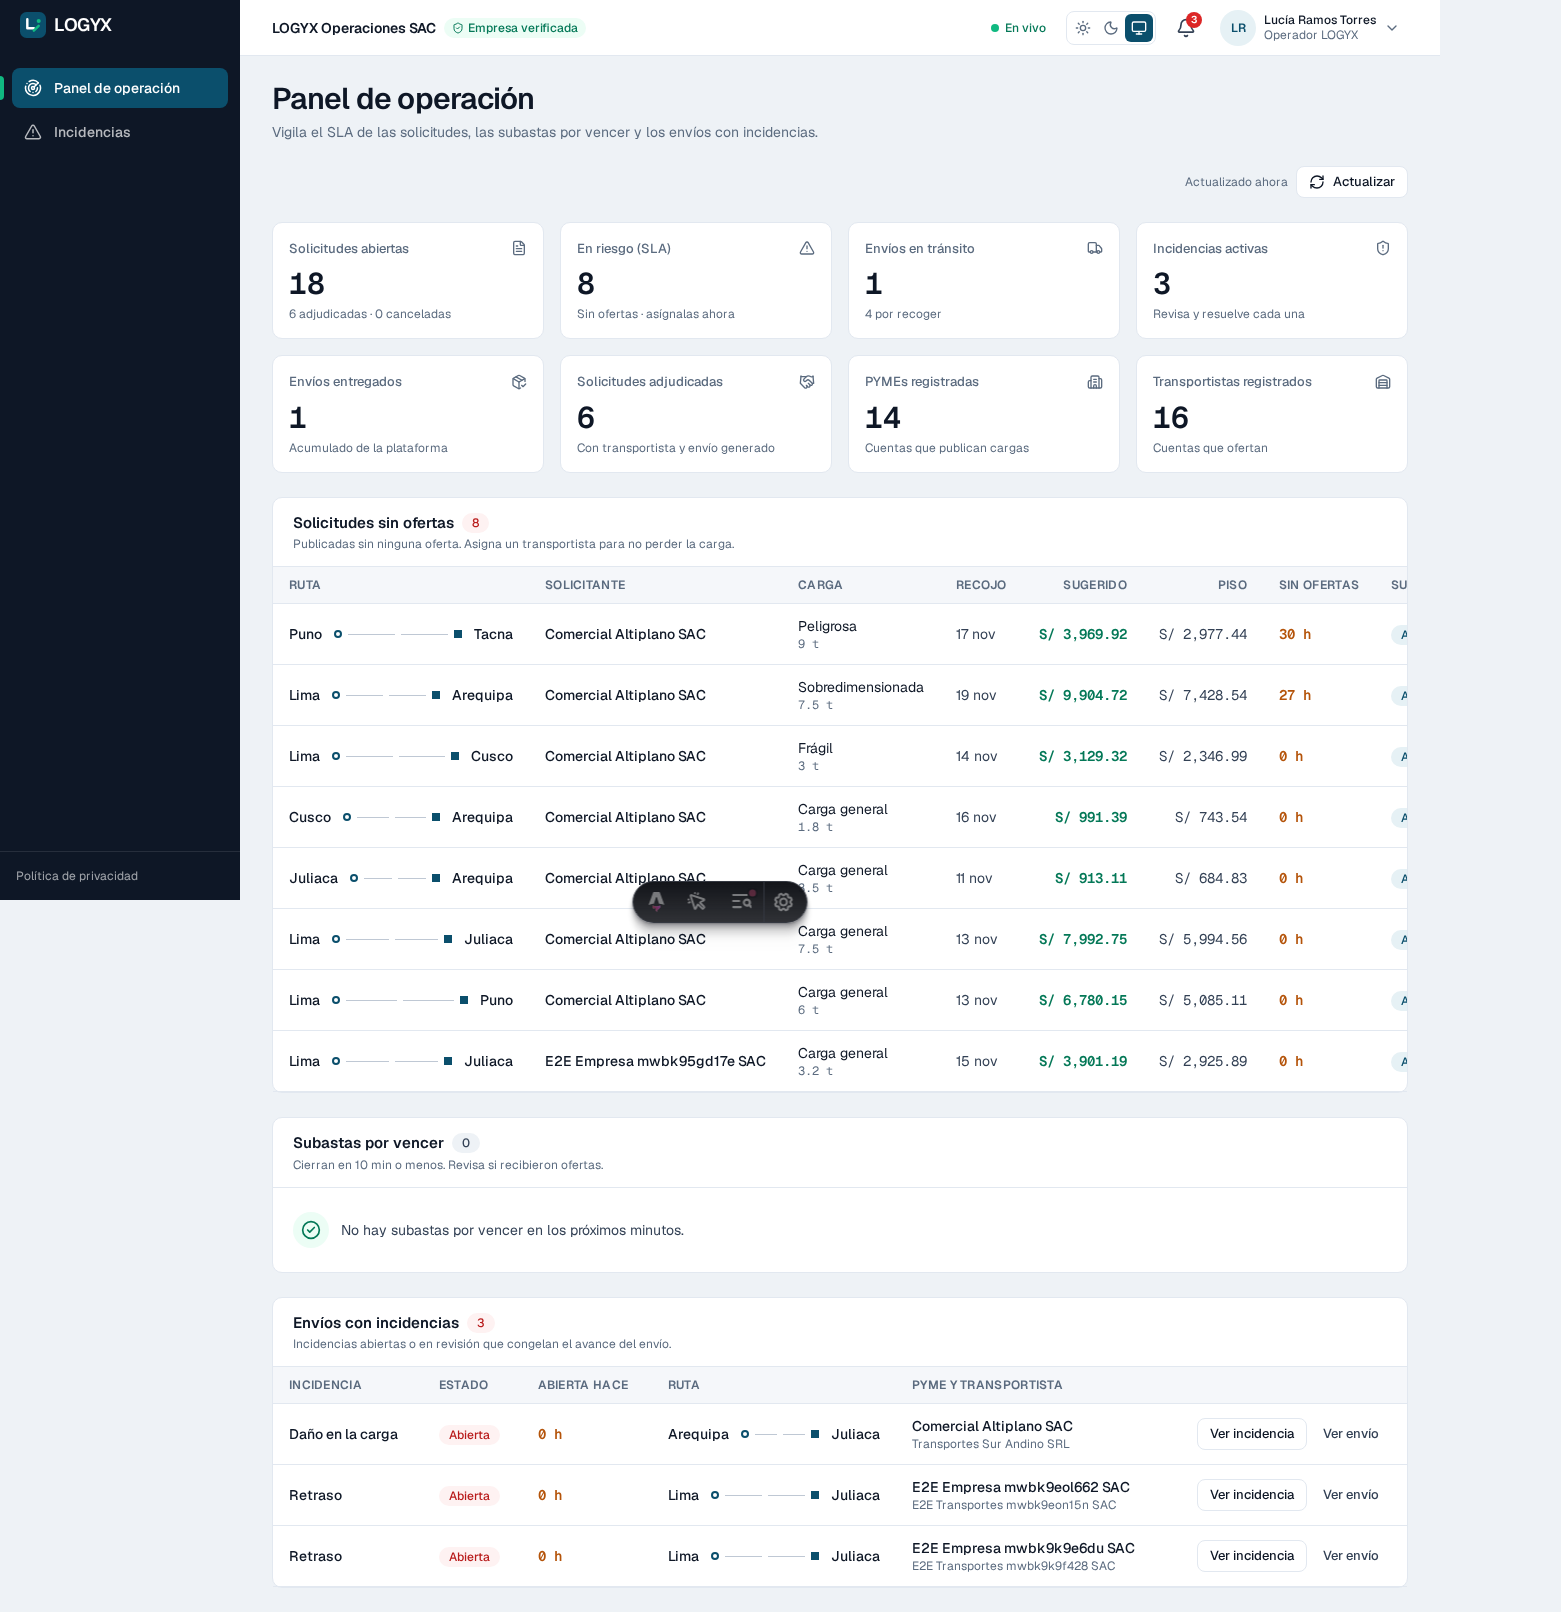 LOGYX
Panel de operación
Incidencias
Política de privacidad
LOGYX Operaciones SAC Empresa verificada
En vivo
3
LR
Lucía Ramos Torres
Operador LOGYX
Panel de operación
Vigila el SLA de las solicitudes, las subastas por vencer y los envíos con incidencias.
Actualizado ahora Actualizar
Solicitudes abiertas
18
6 adjudicadas · 0 canceladas
En riesgo (SLA)
8
Sin ofertas · asígnalas ahora
Envíos en tránsito
1
4 por recoger
Incidencias activas
3
Revisa y resuelve cada una
Envíos entregados
1
Acumulado de la plataforma
Solicitudes adjudicadas
6
Con transportista y envío generado
PYMEs registradas
14
Cuentas que publican cargas
Transportistas registrados
16
Cuentas que ofertan
Solicitudes sin ofertas 8
Publicadas sin ninguna oferta. Asigna un transportista para no perder la carga.
RUTA SOLICITANTE CARGA RECOJO SUGERIDO PISO SIN OFERTAS SU
Puno Tacna Comercial Altiplano SAC Peligrosa 17 nov S/ 3,969.92 S/ 2,977.44 30 h A
9 t
Lima Arequipa Comercial Altiplano SAC Sobredimensionada 19 nov S/ 9,904.72 S/ 7,428.54 27 h A
7.5 t
Lima Cusco Comercial Altiplano SAC Frágil 14 nov S/ 3,129.32 S/ 2,346.99 0 h A
3 t
Cusco Arequipa Comercial Altiplano SAC Carga general 16 nov S/ 991.39 S/ 743.54 0 h A
1.8 t
Juliaca Arequipa Comercial Altiplano SAC Carga general 11 nov S/ 913.11 S/ 684.83 0 h A
.5 t
Lima Juliaca Comercial Altiplano SAC Carga general 13 nov S/ 7,992.75 S/ 5,994.56 0 h A
7.5 t
Lima Puno Comercial Altiplano SAC Carga general 13 nov S/ 6,780.15 S/ 5,085.11 0 h A
6 t
Lima Juliaca E2E Empresa mwbk95gd17e SAC Carga general 15 nov S/ 3,901.19 S/ 2,925.89 0 h A
3.2 t
Subastas por vencer 0
Cierran en 10 min o menos. Revisa si recibieron ofertas.
No hay subastas por vencer en los próximos minutos.
Envíos con incidencias 3
Incidencias abiertas o en revisión que congelan el avance del envío.
INCIDENCIA ESTADO ABIERTA HACE RUTA PYME Y TRANSPORTISTA
Daño en la carga Abierta 0 h Arequipa Juliaca Comercial Altiplano SAC Ver incidencia Ver envío
Transportes Sur Andino SRL
Retraso Abierta 0 h Lima Juliaca E2E Empresa mwbk9eol662 SAC Ver incidencia Ver envío
E2E Transportes mwbk9eon15n SAC
Retraso Abierta 0 h Lima Juliaca E2E Empresa mwbk9k9e6du SAC Ver incidencia Ver envío
E2E Transportes mwbk9k9f428 SAC